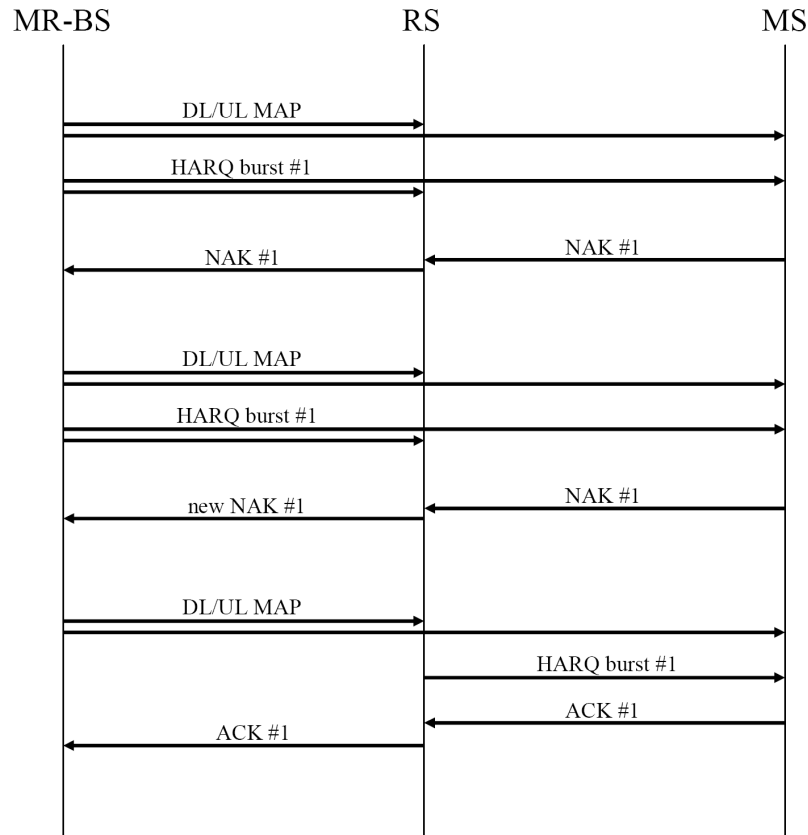 MR-BS RS MS
DL/UL MAP
HARQ burst #1
NAK #1 NAK #1
DL/UL MAP
HARQ burst #1
new NAK #1 NAK #1
DL/UL MAP
HARQ burst #1
ACK #1
ACK #1